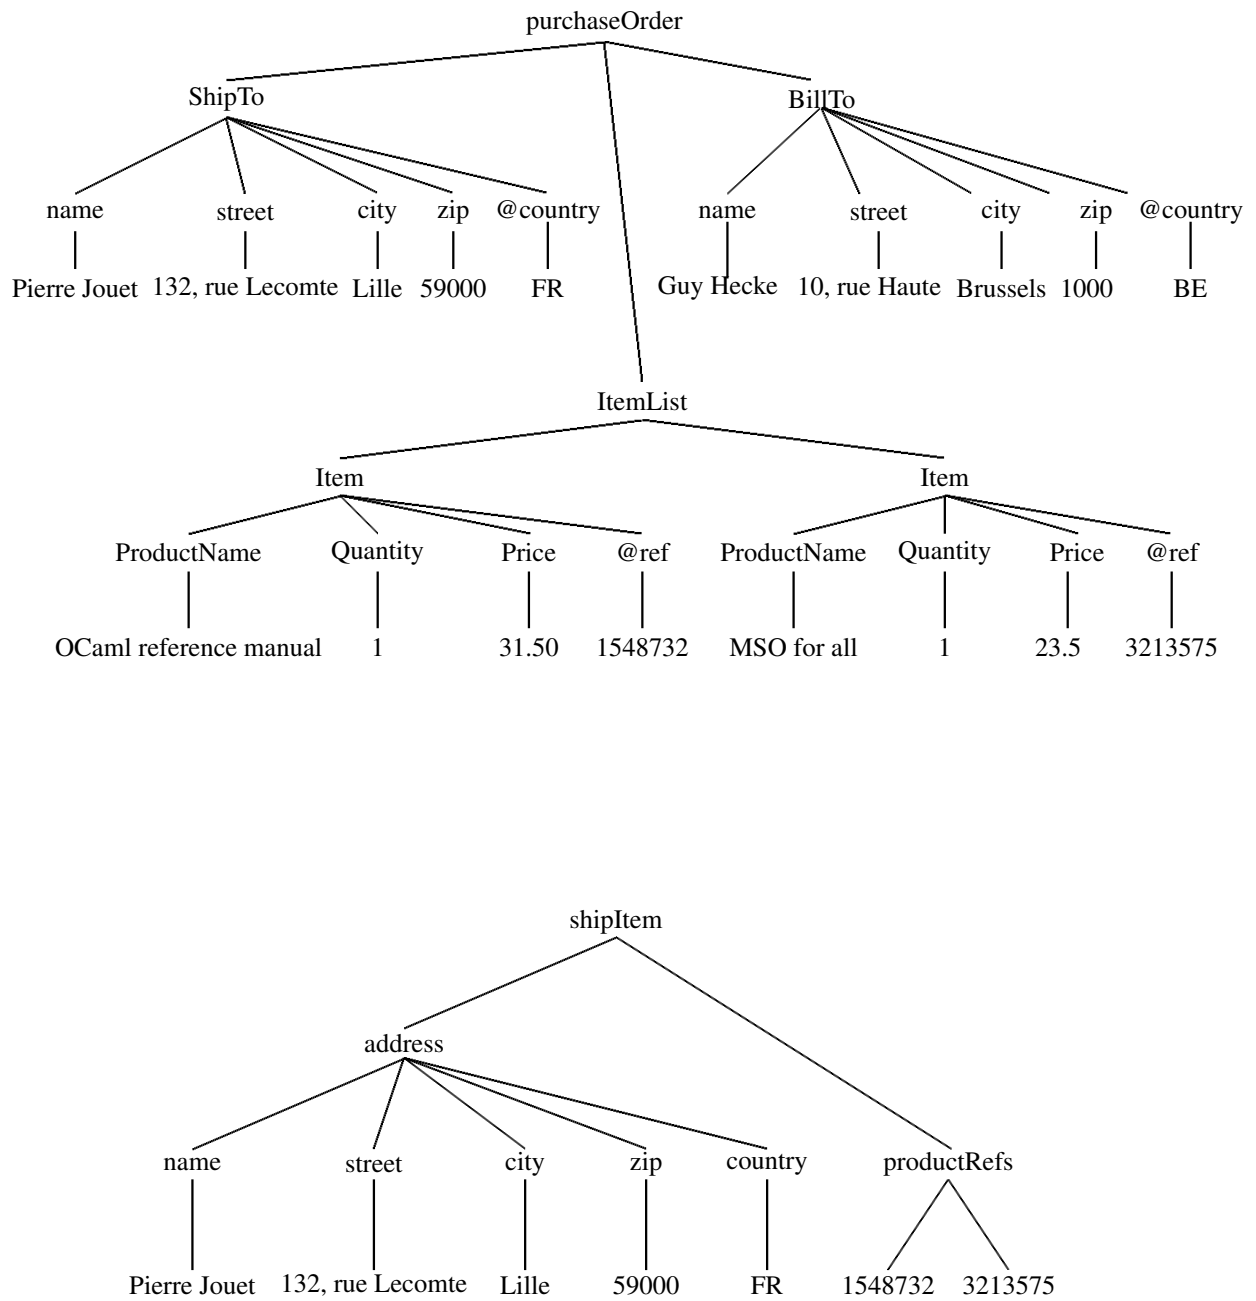 purchaseOrder
ShipTo BillTo
name street city zip @country name street city zip @country
Pierre Jouet 132, rue Lecomte Lille 59000 FR Guy Hecke 10, rue Haute Brussels 1000 BE
ItemList
Item Item
ProductName Quantity Price @ref ProductName Quantity Price @ref
OCaml reference manual 1 31.50 1548732 MSO for all 1 23.5 3213575
shipItem
address
name street city zip country productRefs
Pierre Jouet 132, rue Lecomte Lille 59000 FR 1548732 3213575